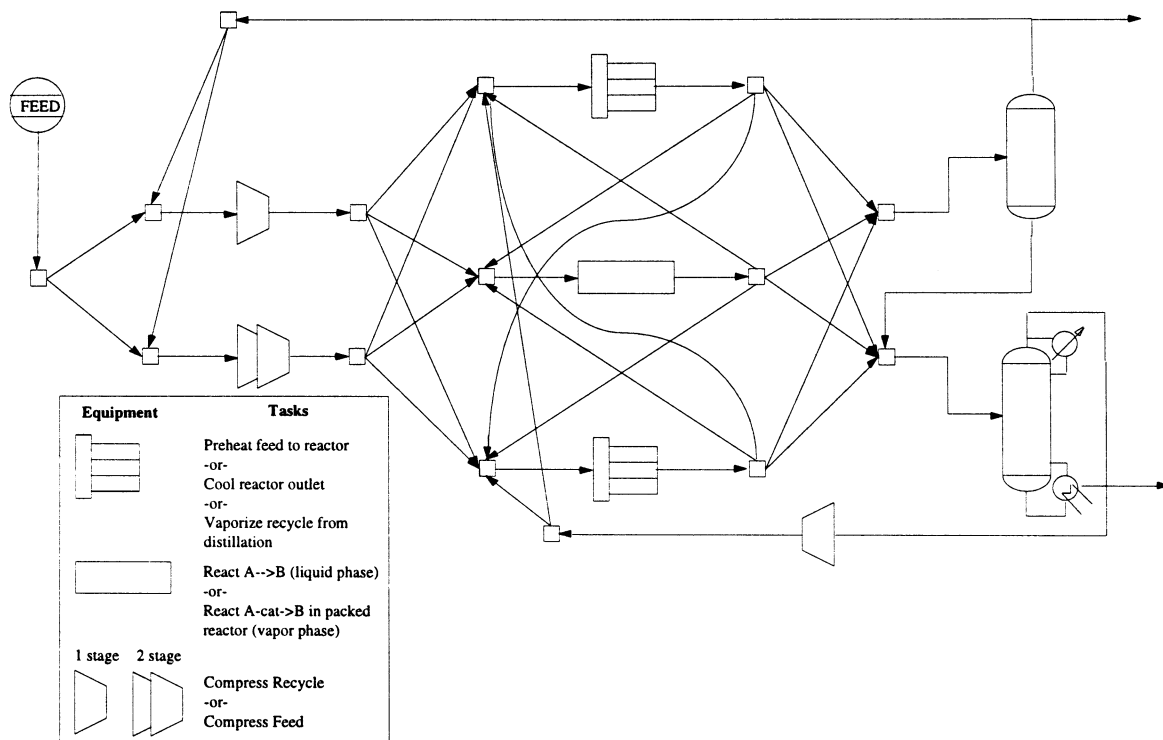 FEED
Equipment
Tasks
Preheat feed to reactor
-or-
Cool reactor outlet
-or-
Vaporize recycle from
distillation
React A-->B (liquid phase)
-or-
React A-cat->B in packed
reactor (vapor phase)
1 stage
2 stage
Compress Recycle
-or-
Compress Feed